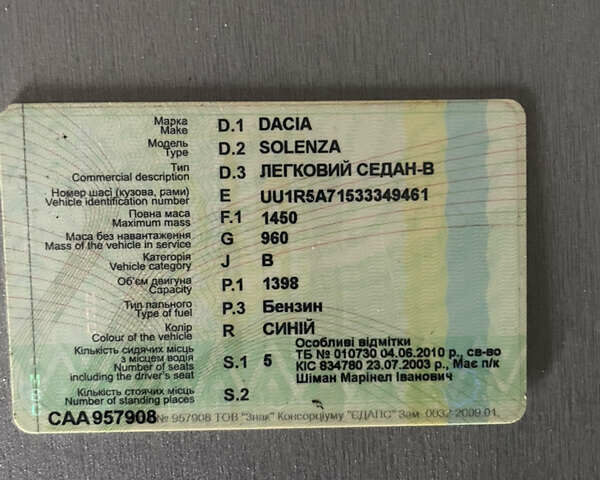 Марка D.1 DACIA
Make
Модель D.2 SOLENZA
Type
Тип D.3 ЛЕГКОВИЙ СЕДАН-В
Commercial description
Номер шасі (кузова, рами) E UU1R5A71533349461
Vehicle identification number
Повна маса F.1 1450
Maximum mass
Маса без навантаження G 960
Mass of the vehicle in service
Категорія J B
Vehicle category
Об'єм двигуна P.1 1398
Capacity
Тип пального P.3 Бензин
Type of fuel
Колір R СИНІЙ
Colour of the vehicle
Кількість сидячих місць
з місцем водія S.1 5
Number of seats
including the driver's seat
Особливі відмітки
ТБ № 010730 04.06.2010 р., св-во
КІС 834780 23.07.2003 р., Має п/к
Шіман Марінел Іванович
Кількість стоячих місць S.2
Number of standing places
САА957908 № 957908 ТОВ "Знак" Консорціуму "ЄДАПС" Зам. 0032-2009.01.